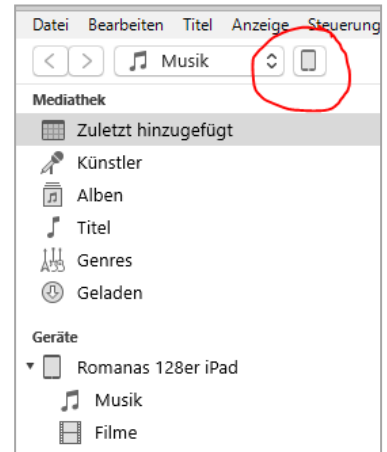 Datei Bearbeiten Titel Anzeige Steuerung
Musik
Mediathek
Zuletzt hinzugefügt
Künstler
Alben
Titel
Genres
Geladen
Geräte
Romanas 128er iPad
Musik
Filme